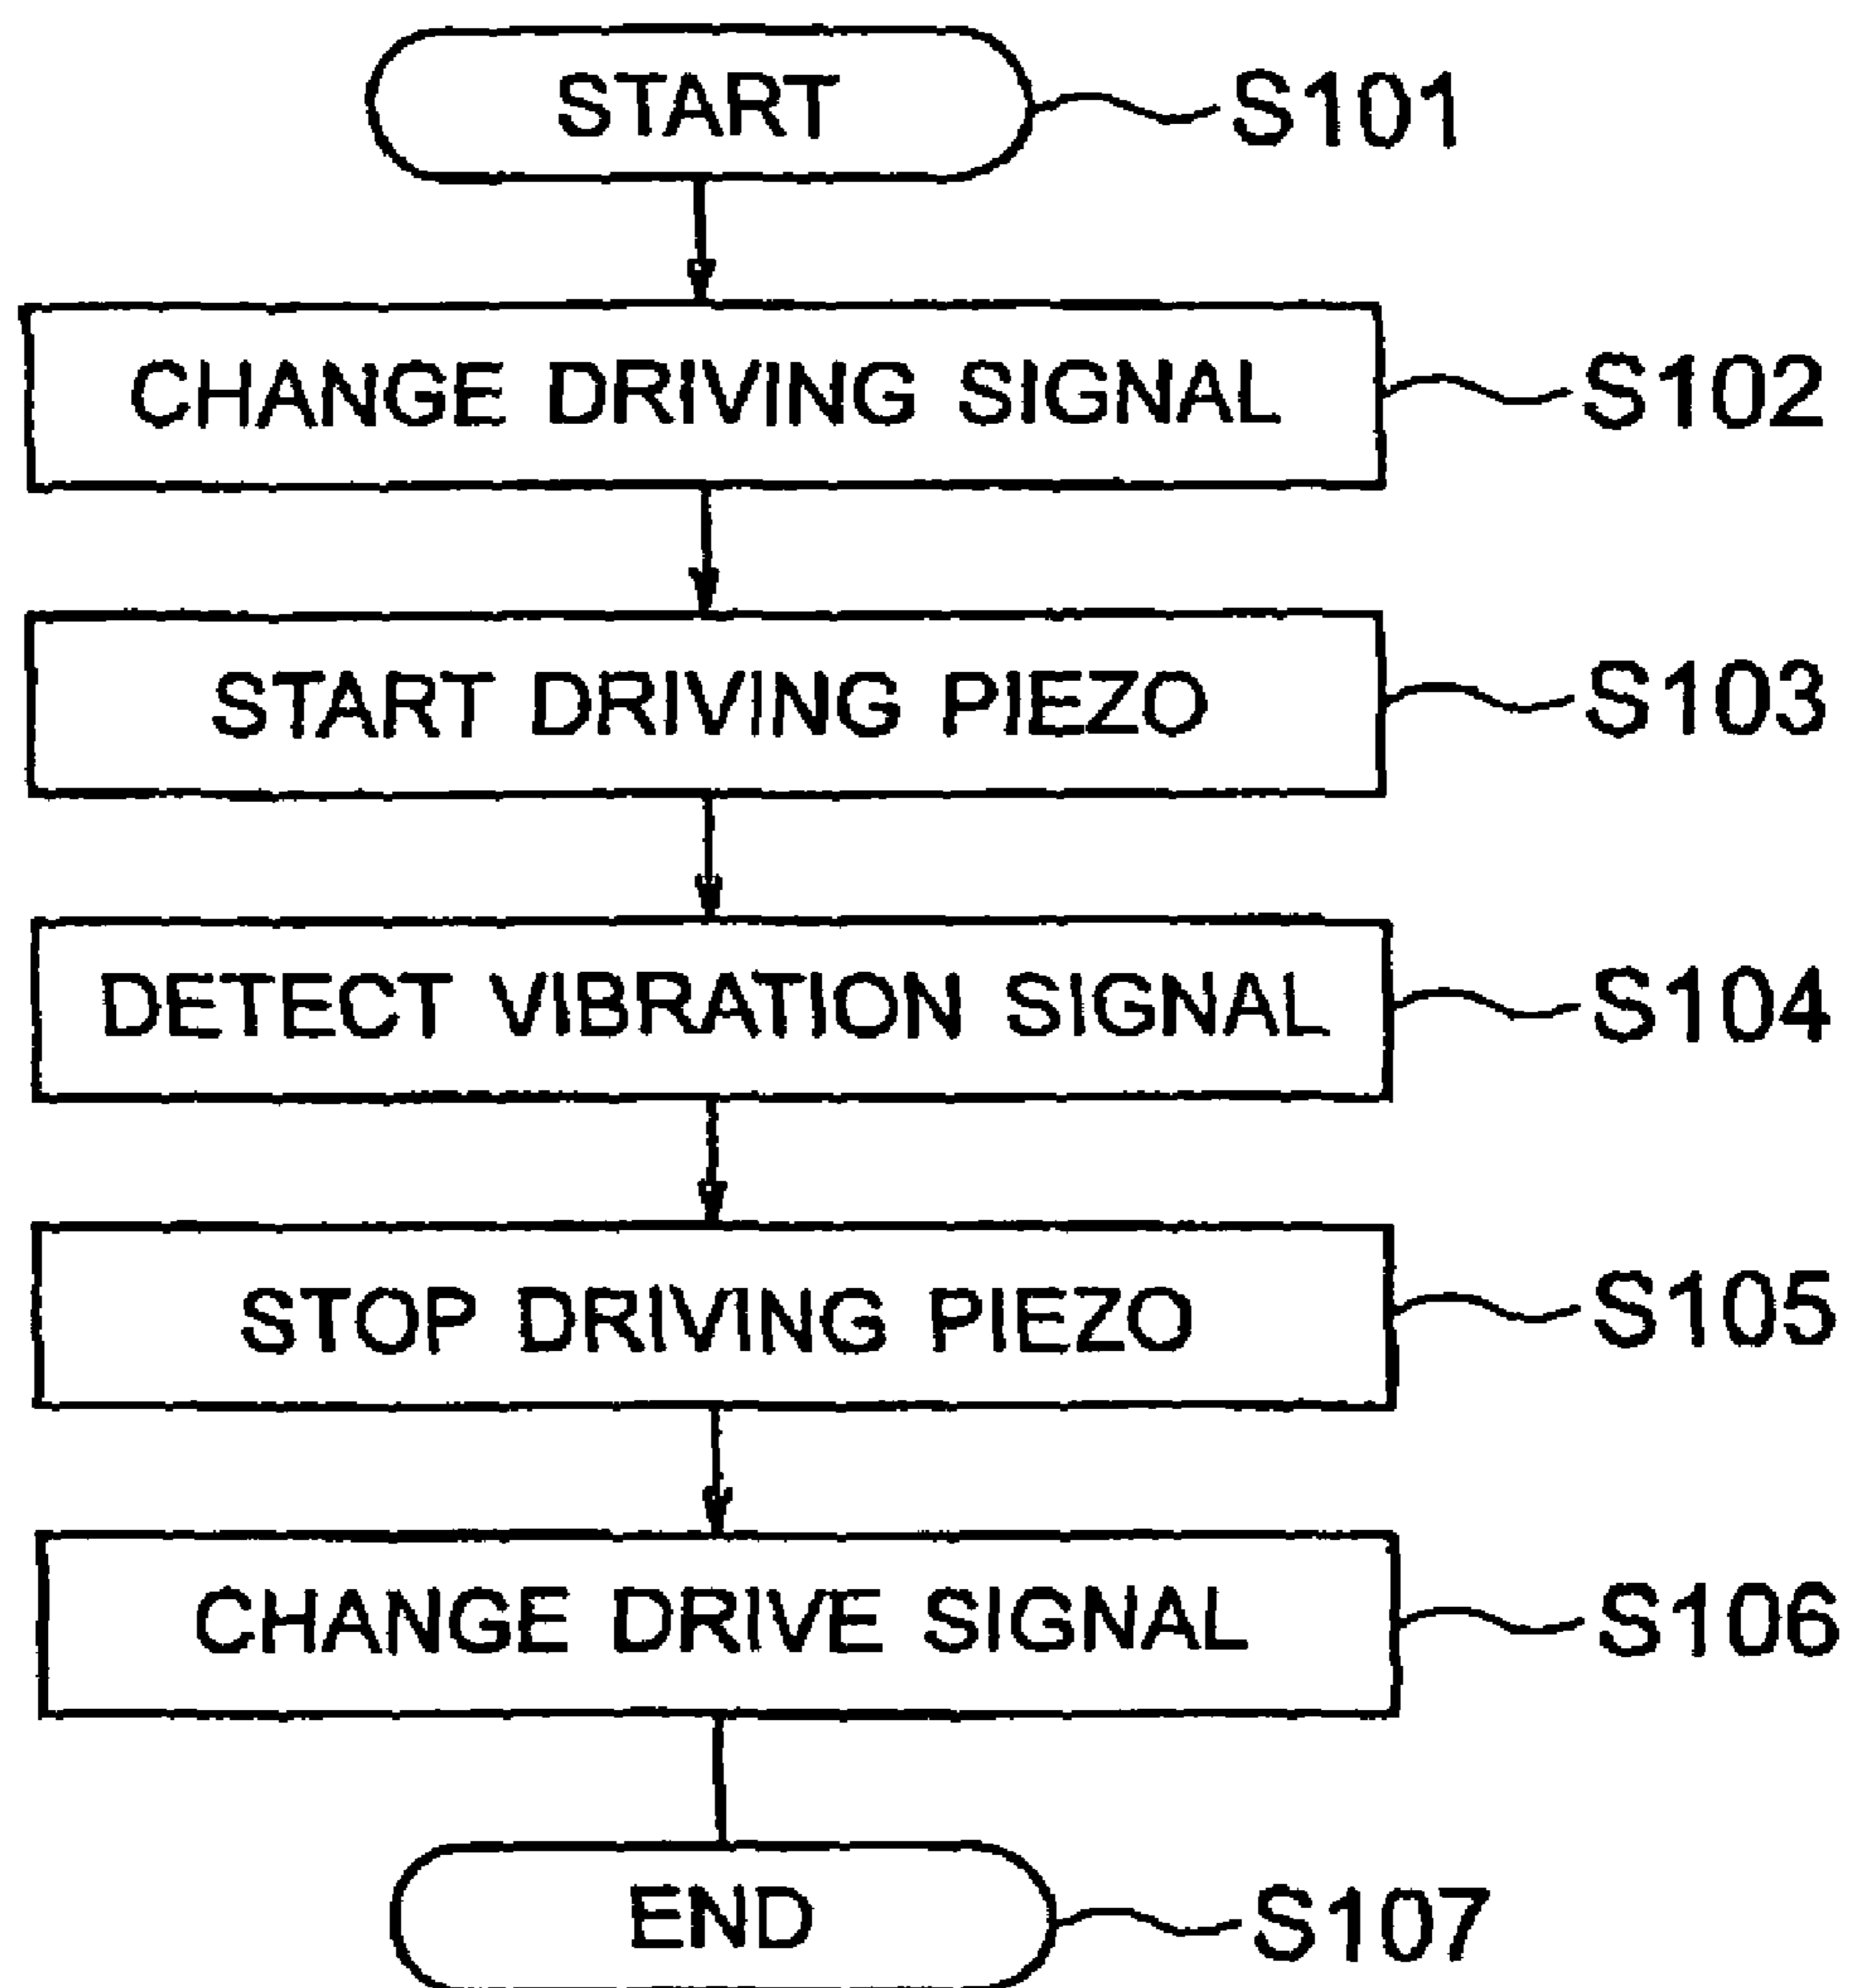 START S101
CHANGE DRIVING SIGNAL S102
START DRIVING PIEZO S103
DETECT VIBRATION SIGNAL S104
STOP DRIVING PIEZO S105
CHANGE DRIVE SIGNAL S106
END S107